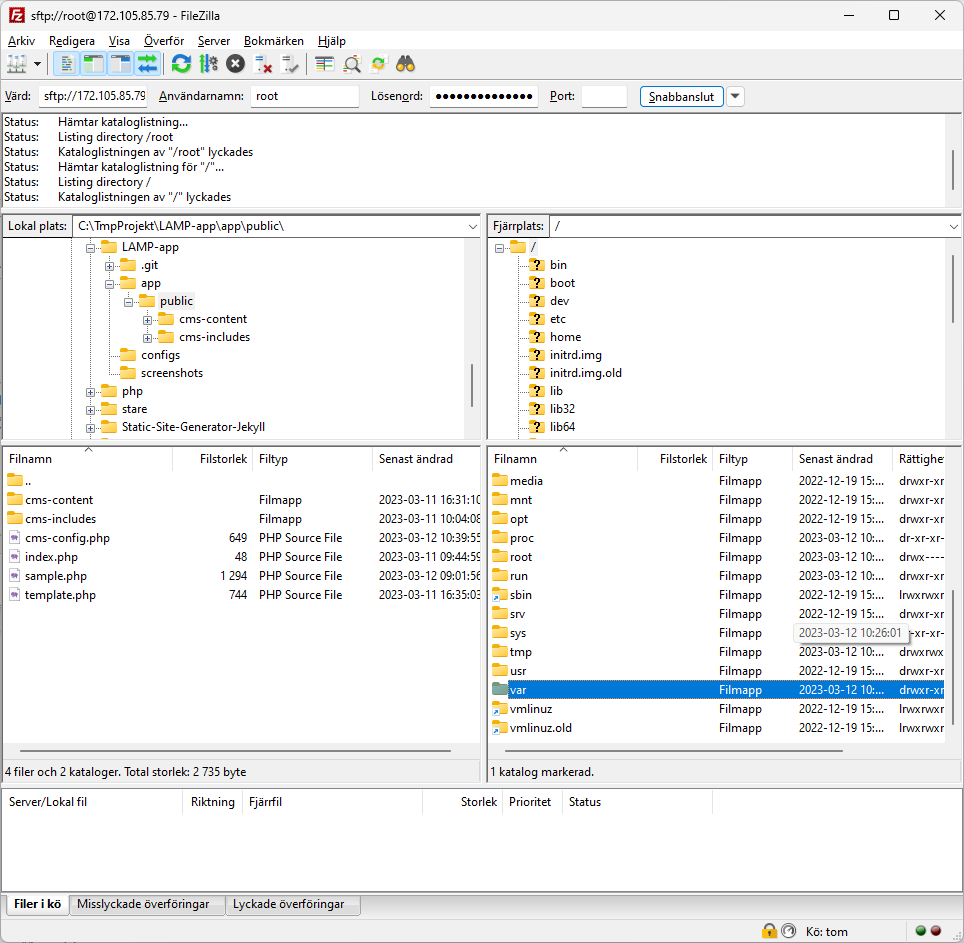 sftp://root@172.105.85.79 - FileZilla
Arkiv Redigera Visa Överför Server Bokmärken Hjälp
Värd: sftp://172.105.85.79 Användarnamn: root Lösenord: ●●●●●●●●●●●●●● Port: Snabbanslut
Status: Hämtar kataloglistning...
Status: Listing directory /root
Status: Kataloglistningen av "/root" lyckades
Status: Hämtar kataloglistning för "/"...
Status: Listing directory /
Status: Kataloglistningen av "/" lyckades
Lokal plats: C:\TmpProjekt\LAMP-app\app\public\
LAMP-app
.git
app
public
cms-content
cms-includes
configs
screenshots
php
stare
Static-Site-Generator-Jekyll
Fjärrplats: /
/
bin
boot
dev
etc
home
initrd.img
initrd.img.old
lib
lib32
lib64
Filnamn Filstorlek Filtyp Senast ändrad
..
cms-content Filmapp 2023-03-11 16:31:10
cms-includes Filmapp 2023-03-11 10:04:08
cms-config.php 649 PHP Source File 2023-03-12 10:39:55
index.php 48 PHP Source File 2023-03-11 09:44:59
sample.php 1 294 PHP Source File 2023-03-12 09:01:56
template.php 744 PHP Source File 2023-03-11 16:35:03
4 filer och 2 kataloger. Total storlek: 2 735 byte
Filnamn Filstorlek Filtyp Senast ändrad Rättighe
media Filmapp 2022-12-19 15:... drwxr-xr
mnt Filmapp 2022-12-19 15:... drwxr-xr
opt Filmapp 2022-12-19 15:... drwxr-xr
proc Filmapp 2023-03-12 10:... dr-xr-xr-
root Filmapp 2023-03-12 10:... drwx----
run Filmapp 2023-03-12 10:... drwxr-xr
sbin Filmapp 2022-12-19 15:... lrwxrwxr
srv Filmapp 2022-12-19 15:... drwxr-xr
sys Filmapp 2023-03-12 10:26:01 -xr-xr-
tmp Filmapp 2023-03-12 10:... drwxrwx
usr Filmapp 2022-12-19 15:... drwxr-xr
var Filmapp 2023-03-12 10:... drwxr-xr
vmlinuz Filmapp 2022-12-19 15:... lrwxrwxr
vmlinuz.old Filmapp 2022-12-19 15:... lrwxrwxr
1 katalog markerad.
Server/Lokal fil Riktning Fjärrfil Storlek Prioritet Status
Filer i kö Misslyckade överföringar Lyckade överföringar
Kö: tom